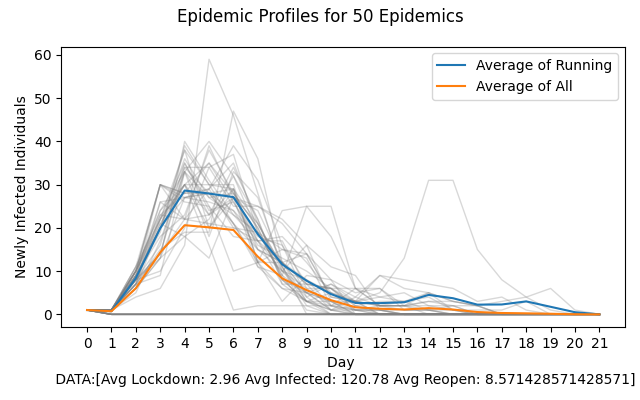 Epidemic Profiles for 50 Epidemics
Average of Running
Average of All
Newly Infected Individuals
60
50
40
30
20
10
0
0 1 2 3 4 5 6 7 8 9 10 11 12 13 14 15 16 17 18 19 20 21
Day
DATA:[Avg Lockdown: 2.96 Avg Infected: 120.78 Avg Reopen: 8.571428571428571]